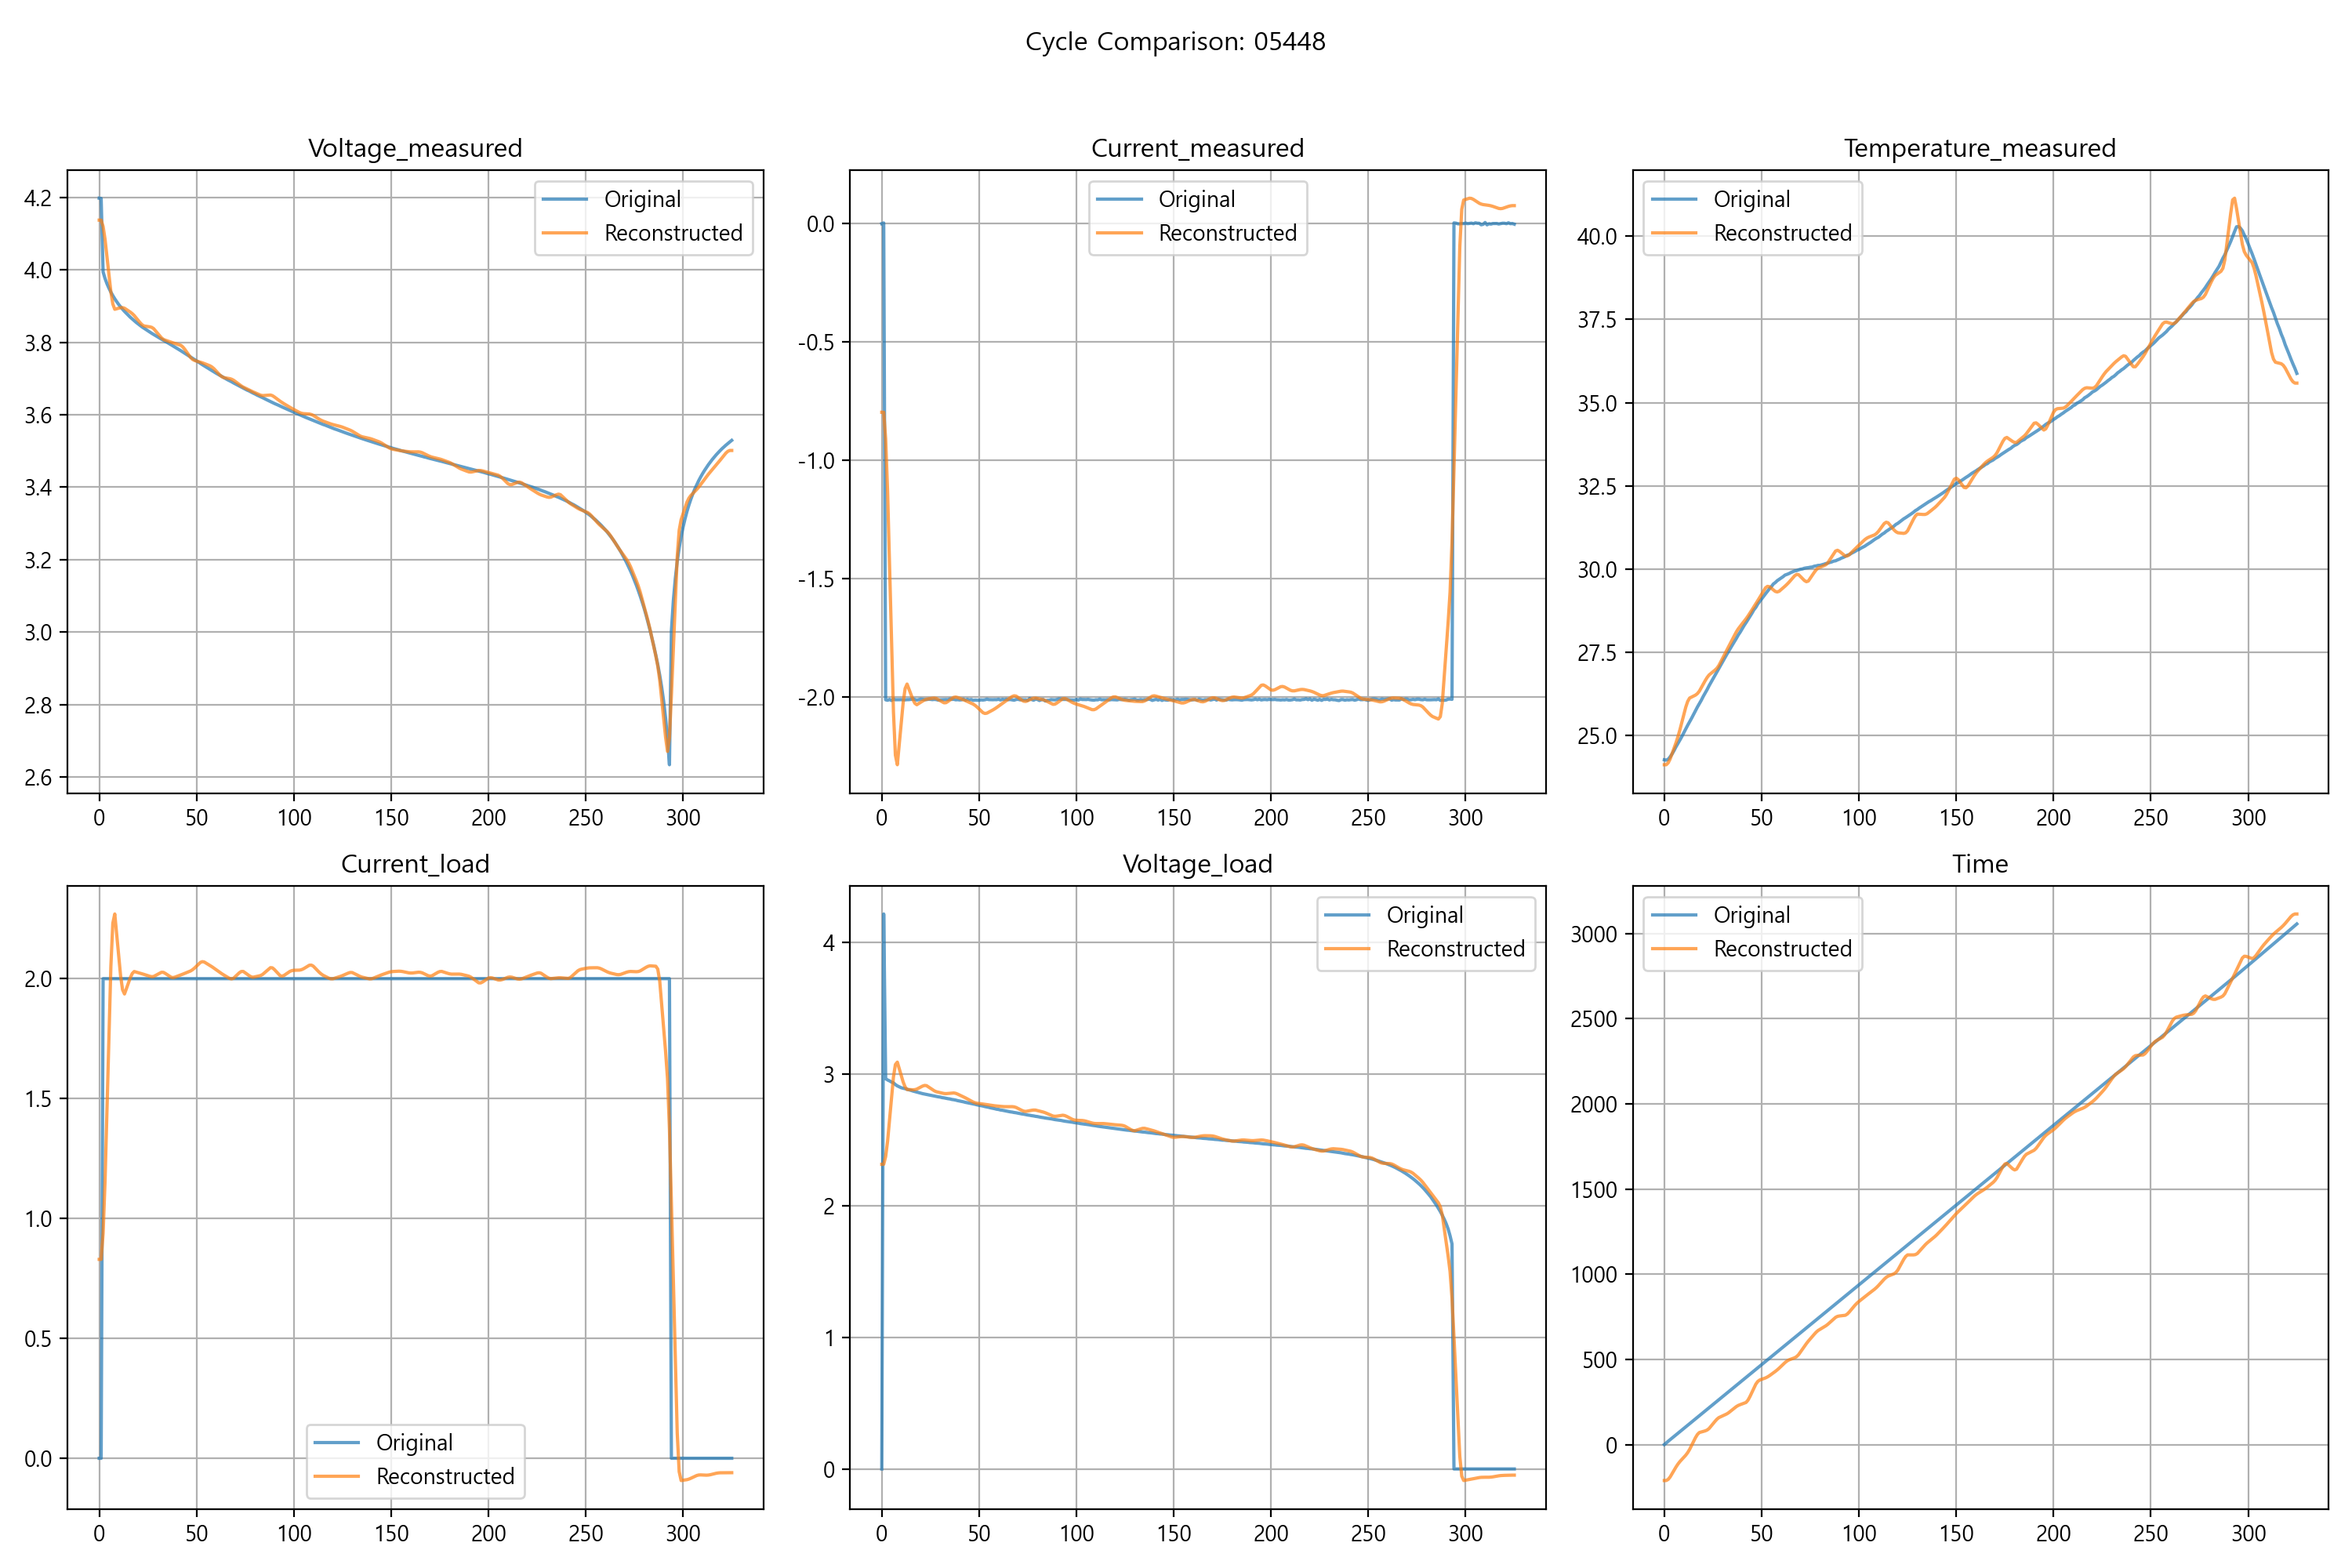 Cycle Comparison: 05448
Voltage_measured
4.2
4.0
3.8
3.6
3.4
3.2
3.0
2.8
2.6
0 50 100 150 200 250 300
Original
Reconstructed
Current_measured
0.0
-0.5
-1.0
-1.5
-2.0
0 50 100 150 200 250 300
Original
Reconstructed
Temperature_measured
40.0
37.5
35.0
32.5
30.0
27.5
25.0
0 50 100 150 200 250 300
Original
Reconstructed
Current_load
2.0
1.5
1.0
0.5
0.0
0 50 100 150 200 250 300
Original
Reconstructed
Voltage_load
4
3
2
1
0
0 50 100 150 200 250 300
Original
Reconstructed
Time
3000
2500
2000
1500
1000
500
0
0 50 100 150 200 250 300
Original
Reconstructed